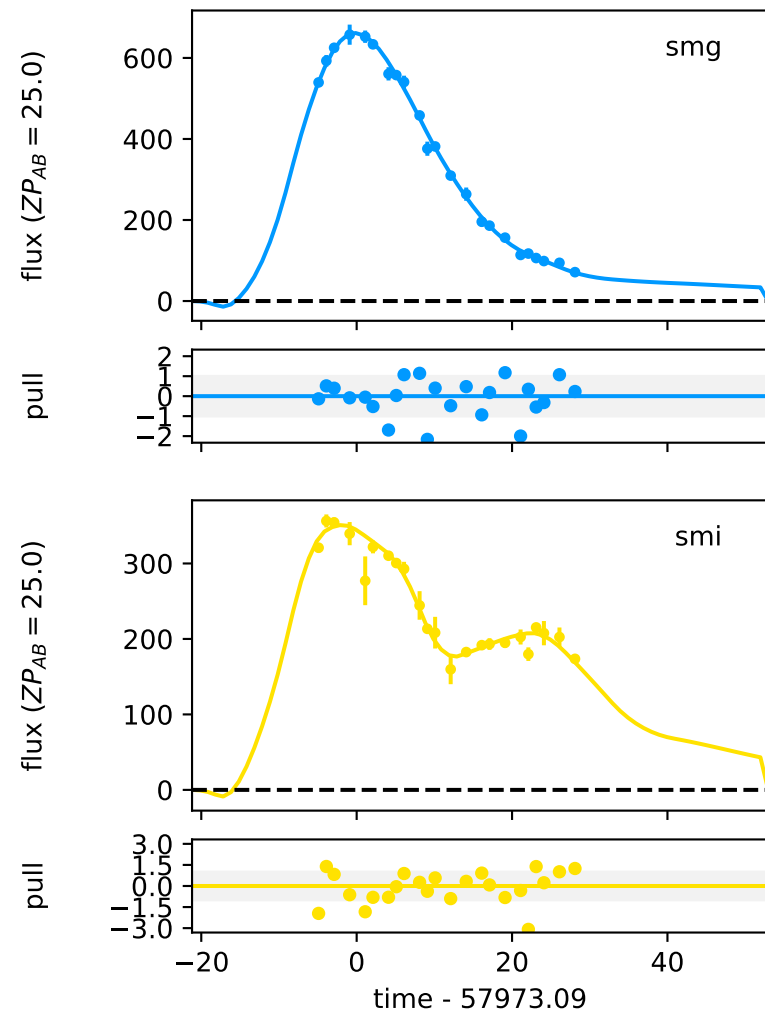 smg
flux (ZP_AB = 25.0)
600
400
200
0
pull
2
1
0
−1
−2
smi
flux (ZP_AB = 25.0)
300
200
100
0
pull
3.0
1.5
0.0
−1.5
−3.0
−20 0 20 40
time - 57973.09